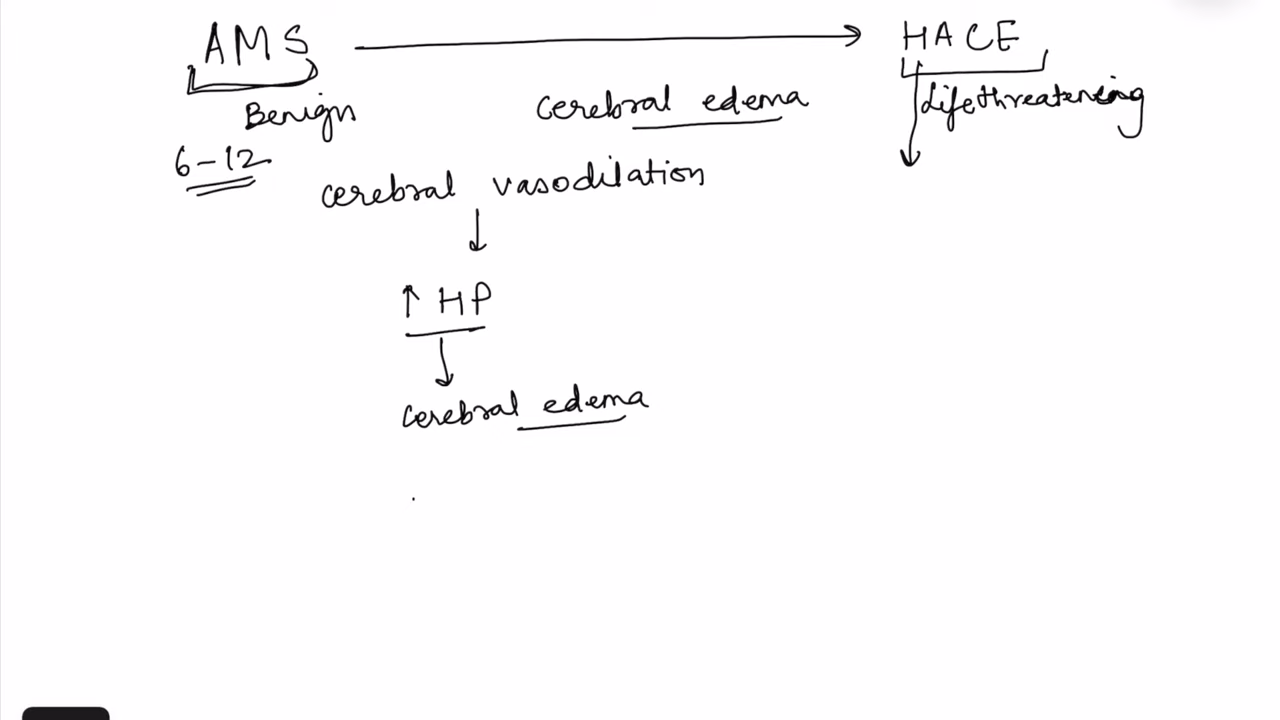 AMS → HACE
Benign
cerebral edema
Lifethreatening
6-12
cerebral vasodilation
↓
↑ HP
↓
cerebral edema